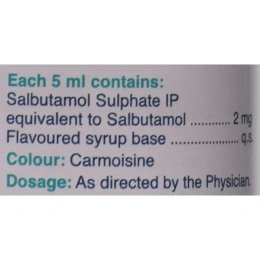 Each 5 ml contains:
Salbutamol Sulphate IP
equivalent to Salbutamol ............ 2 mg
Flavoured syrup base .................... q.s.
Colour: Carmoisine
Dosage: As directed by the Physician.